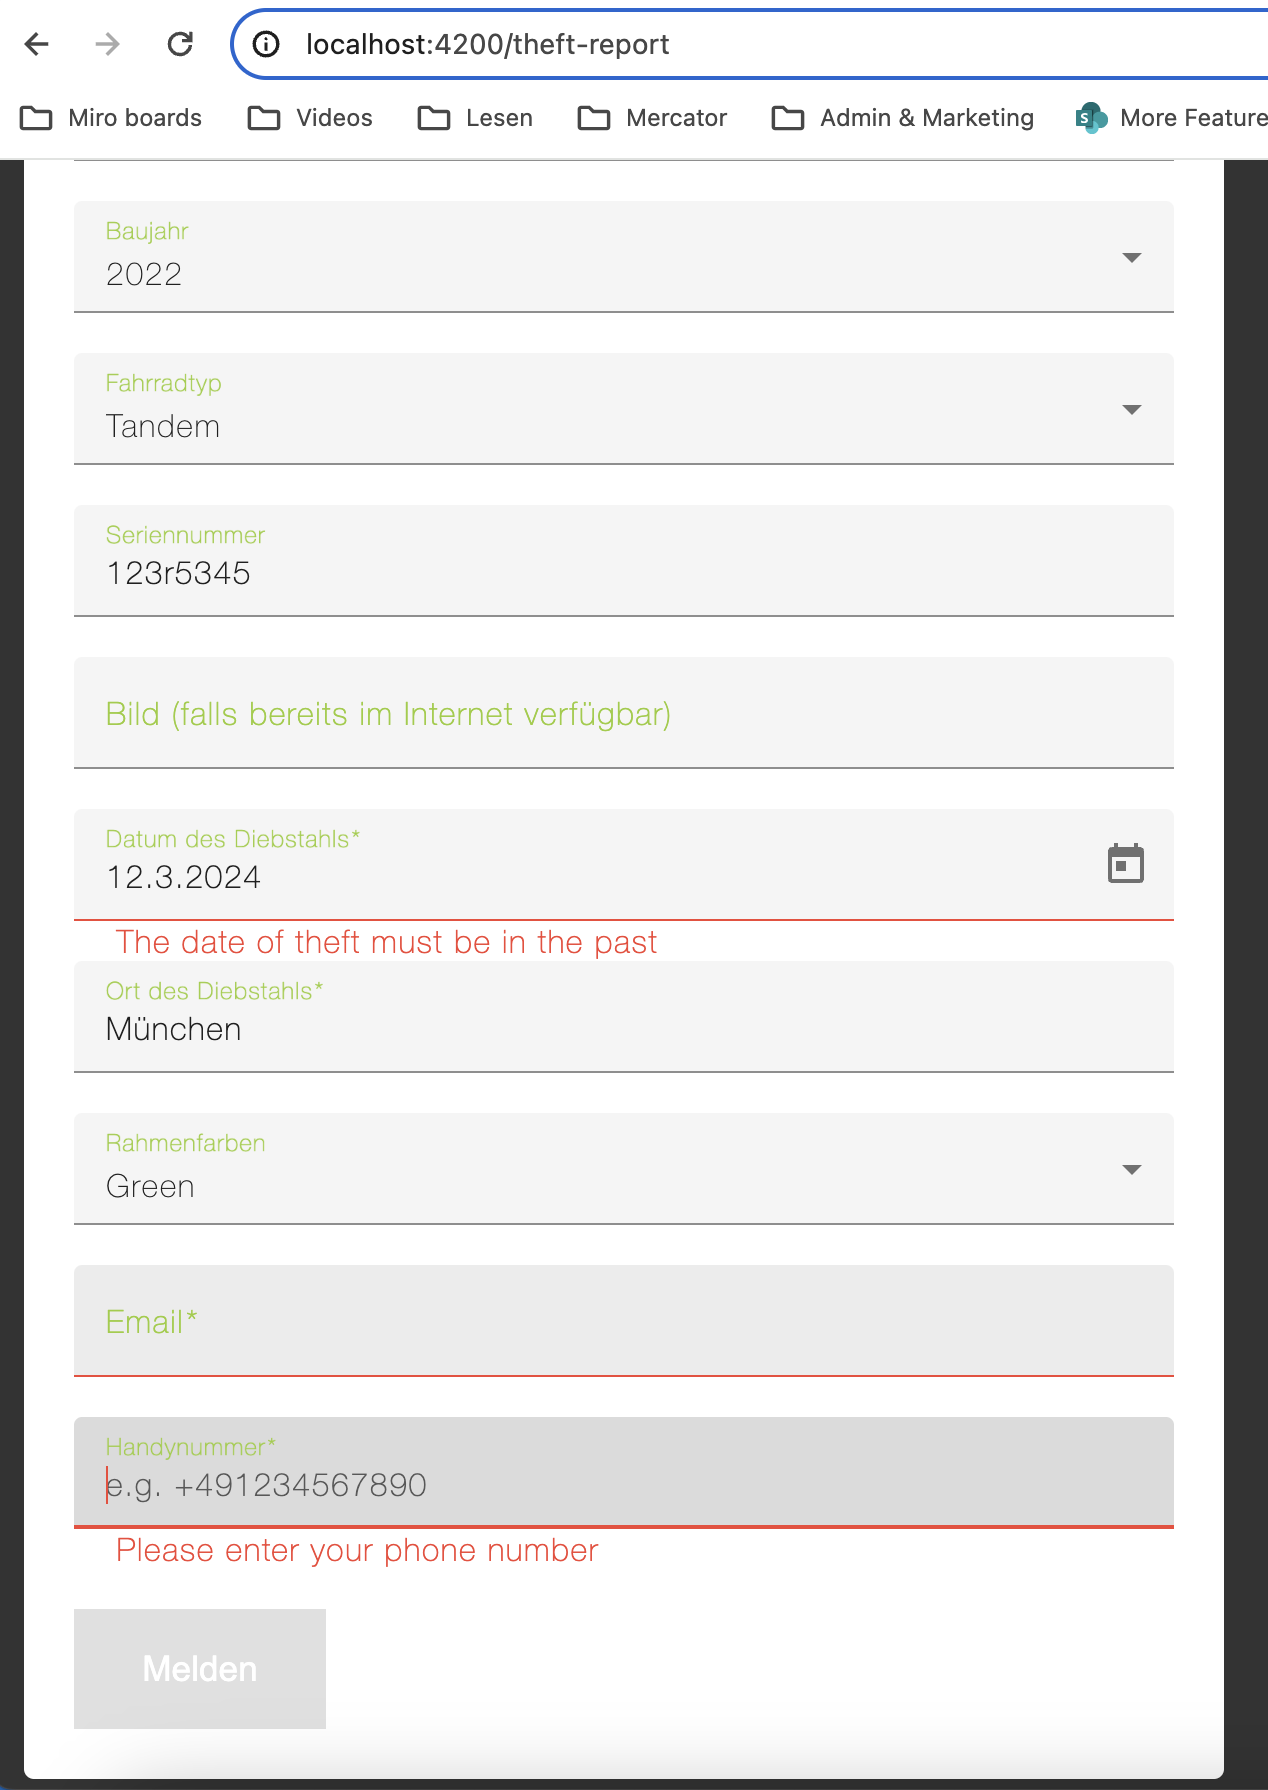 localhost:4200/theft-report
Miro boards Videos Lesen Mercator Admin & Marketing More Feature
Baujahr
2022
Fahrradtyp
Tandem
Seriennummer
123r5345
Bild (falls bereits im Internet verfügbar)
Datum des Diebstahls*
12.3.2024
The date of theft must be in the past
Ort des Diebstahls*
München
Rahmenfarben
Green
Email*
Handynummer*
e.g. +491234567890
Please enter your phone number
Melden